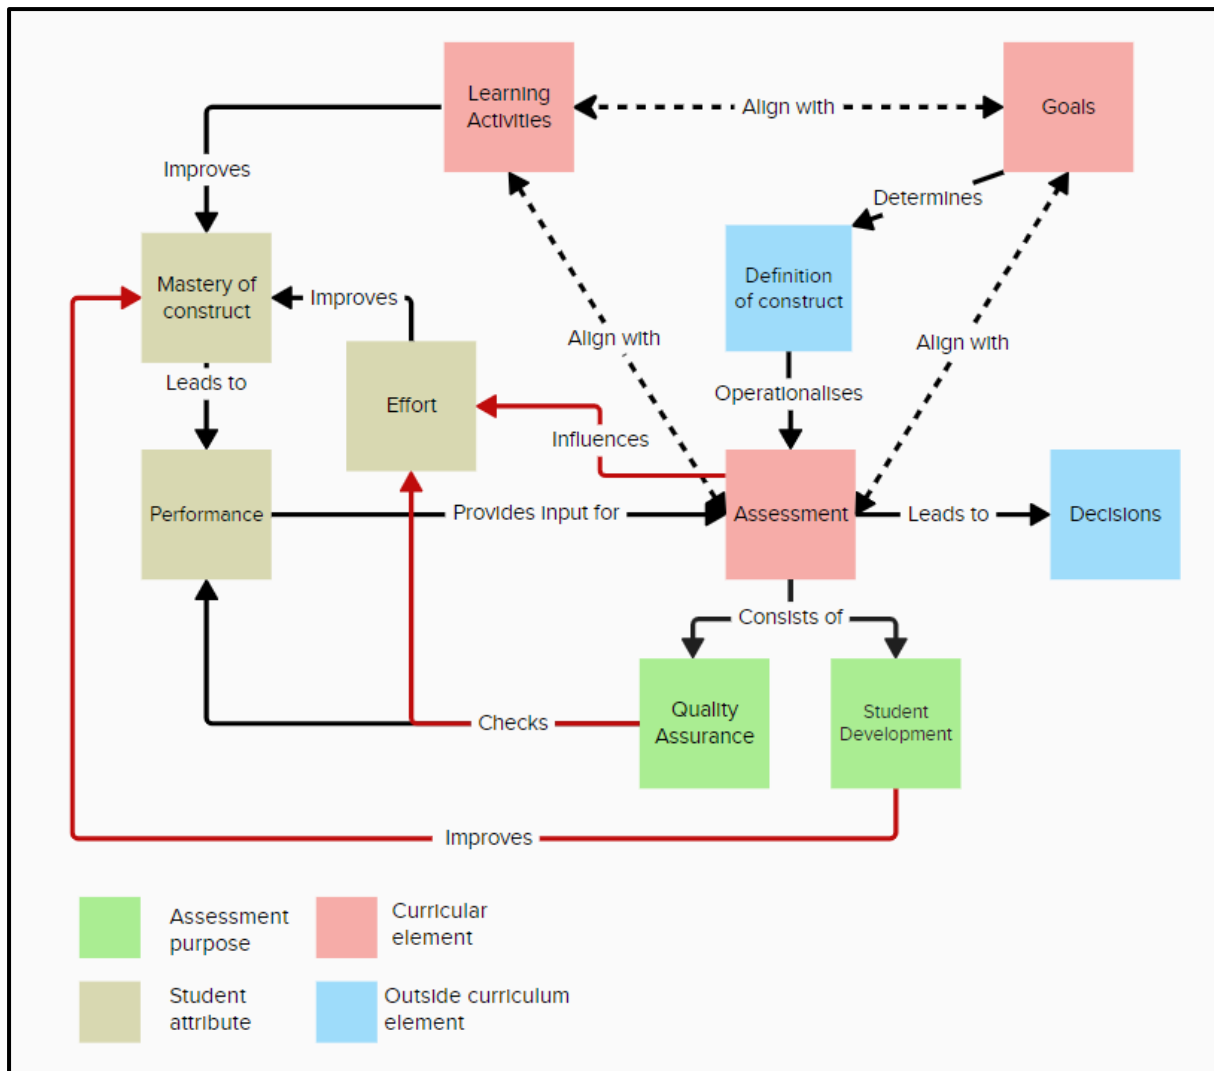 Learning
Activities
Align with
Goals
Improves
Determines
Mastery of
construct
Improves
Definition
of construct
Align with
Align with
Leads to
Effort
Operationalises
Influences
Performance
Provides input for
Assessment
Leads to
Decisions
Consists of
Checks
Quality
Assurance
Student
Development
Improves
Assessment
purpose
Curricular
element
Student
attribute
Outside curriculum
element